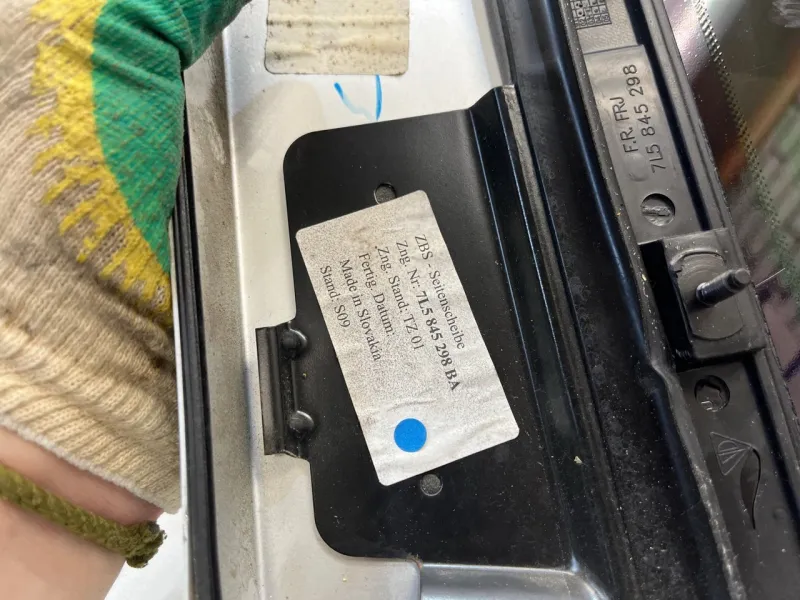 F.R. FRJ
7L5 845 298
ZBS - Seitenscheibe
Zng. Nr.: 7L5 845 298 BA
Zng. Stand: TZ 01
Fertig. Datum:
Made in Slovakia
Stand: S09